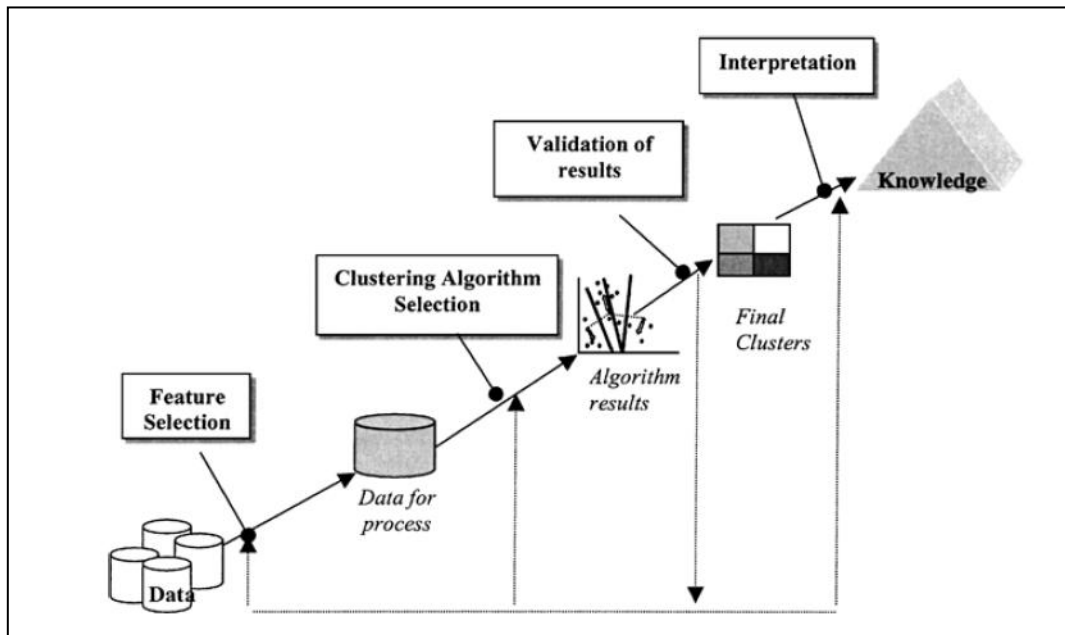 Interpretation
Knowledge
Validation of
results
Final
Clusters
Clustering Algorithm
Selection
Algorithm
results
Feature
Selection
Data for
process
Data